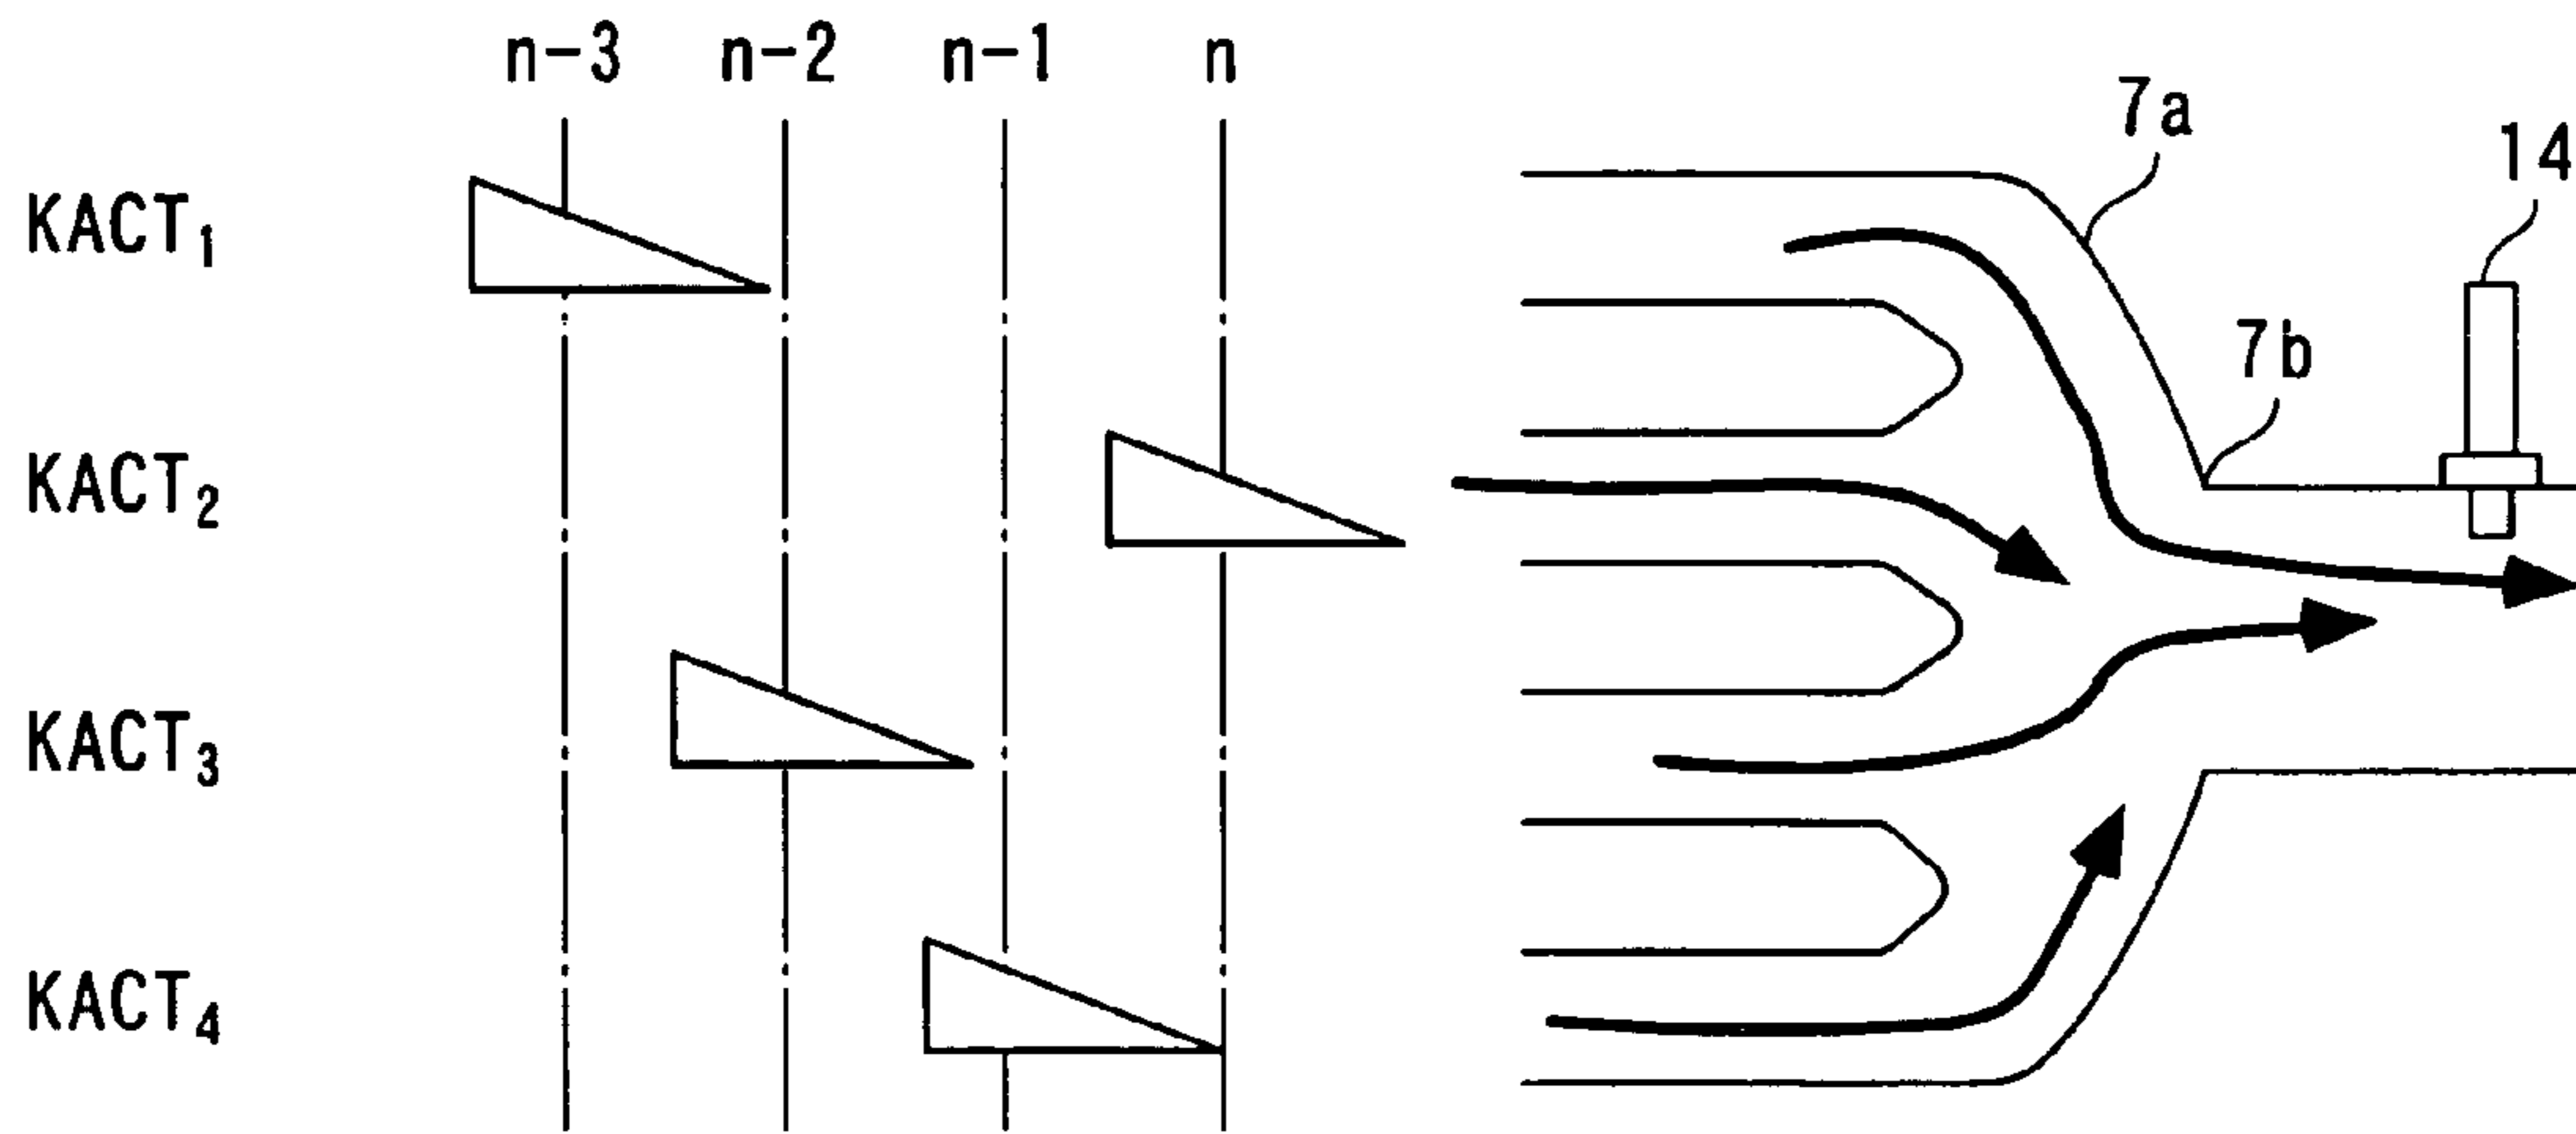 n-3 n-2 n-1 n
7a
14
KACT₁
7b
KACT₂
KACT₃
KACT₄